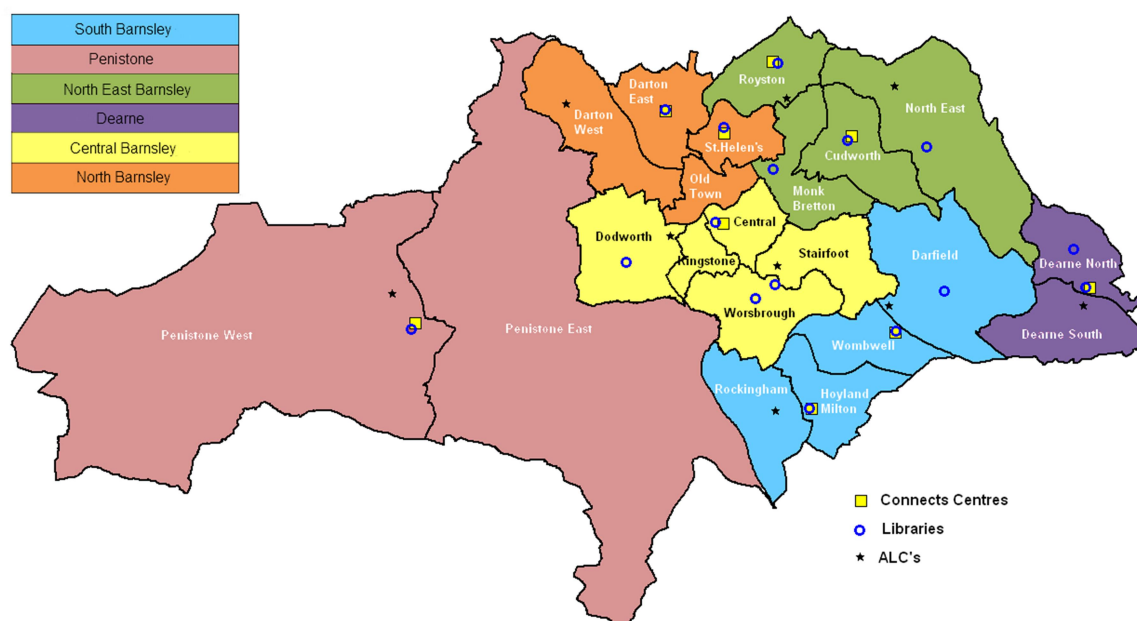 South Barnsley
Penistone
North East Barnsley
Dearne
Central Barnsley
North Barnsley
Royston
Darton
East
North East
Darton
West
St.Helen's
Cudworth
Old
Town
Monk
Bretton
Dodworth
Central
Kingstone
Stairfoot
Darfield
Dearne North
Worsbrough
Penistone West
Penistone East
Wombwell
Dearne South
Rockingham
Hoyland
Milton
Connects Centres
Libraries
ALC's